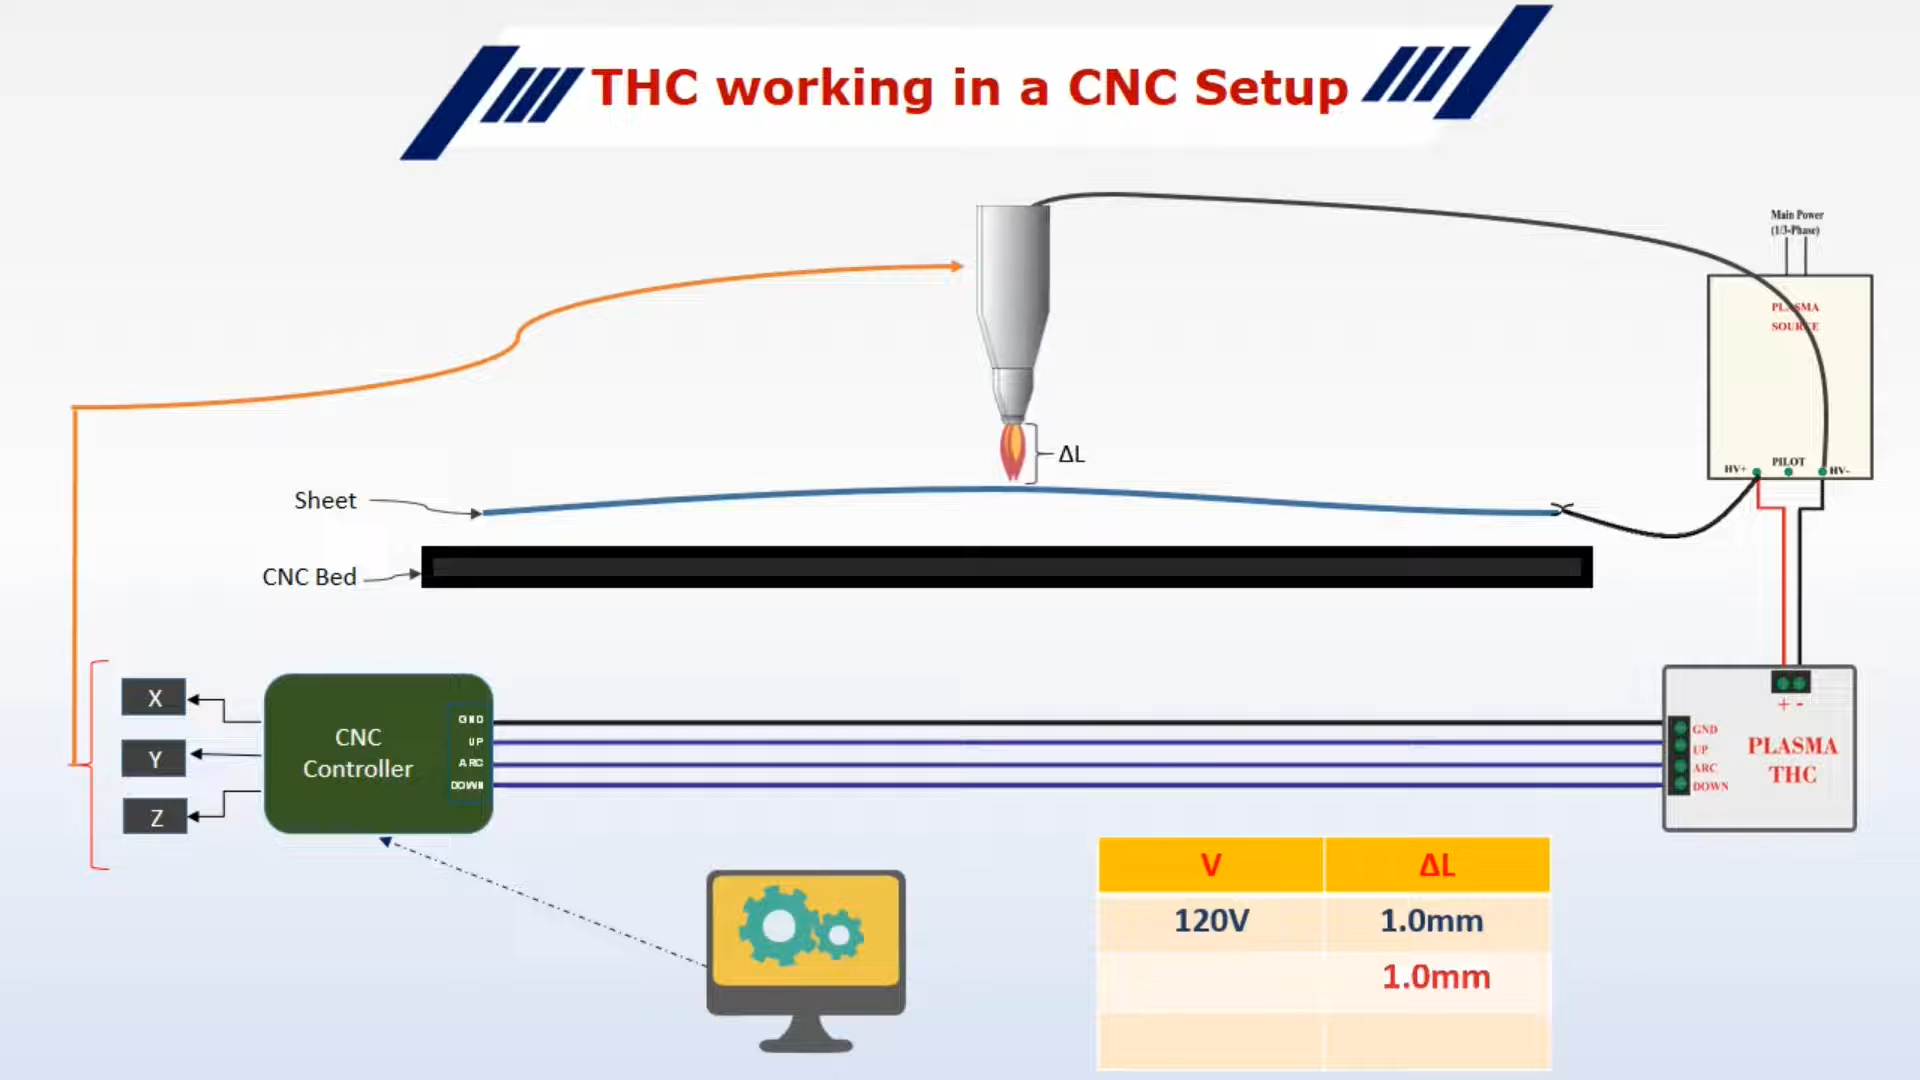 THC working in a CNC Setup
Main Power
(1/3-Phase)
PLASMA
SOURCE
HV+
PILOT
HV-
ΔL
Sheet
CNC Bed
X
Y
Z
CNC
Controller
GND
UP
ARC
DOWN
+ -
GND
UP
ARC
DOWN
PLASMA
THC
V ΔL
120V 1.0mm
1.0mm